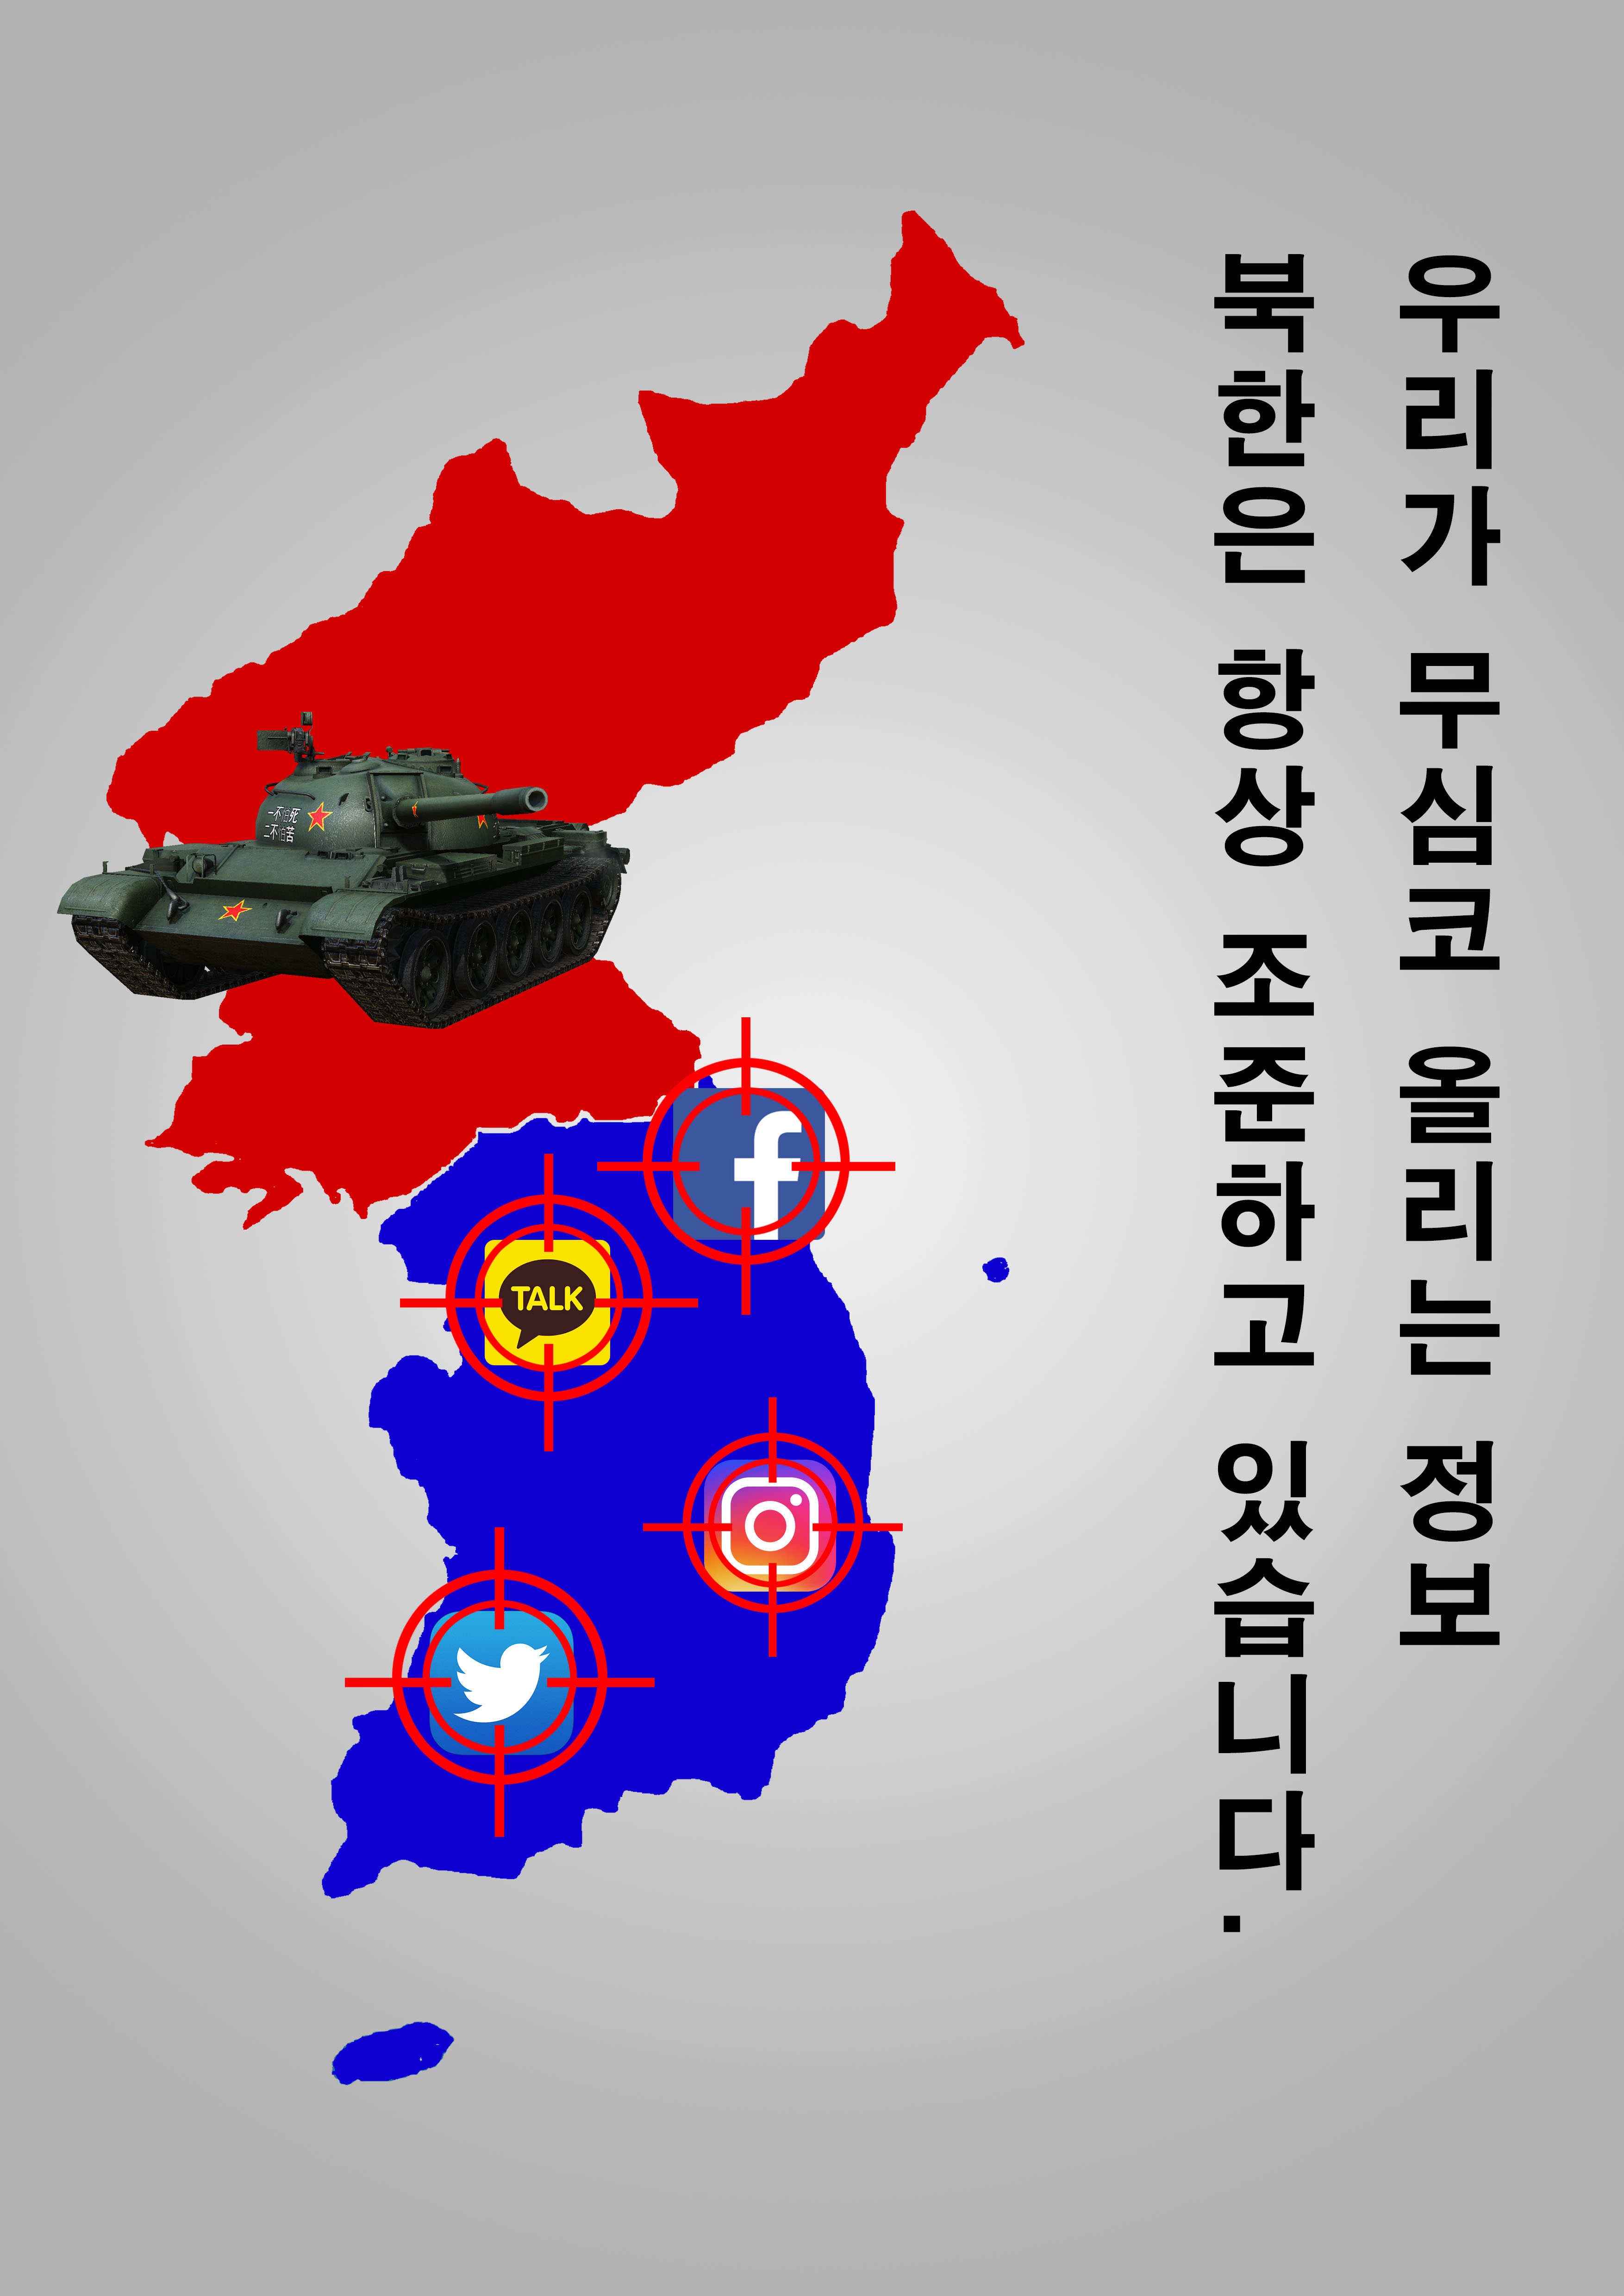 우리가 무심코 올리는 정보
북한은 항상 조준하고 있습니다.
一不怕死
二不怕苦
TALK